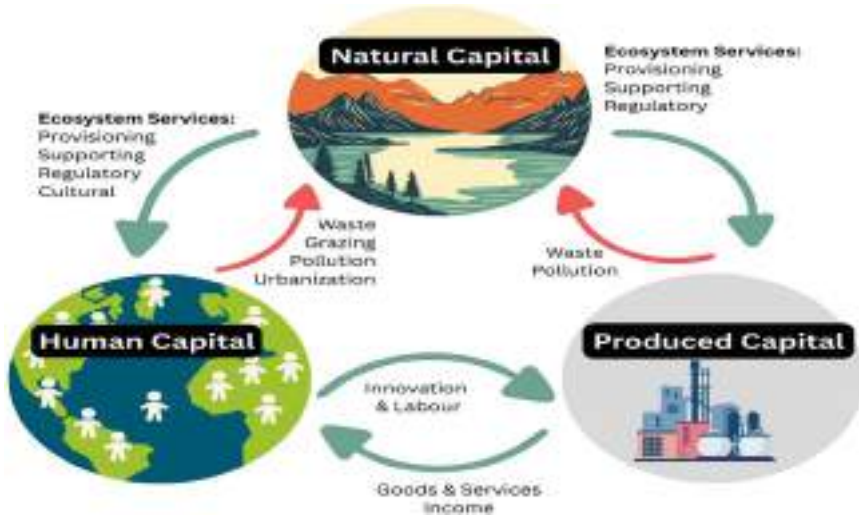 Natural Capital
Ecosystem Services:
Provisioning
Supporting
Regulatory
Ecosystem Services:
Provisioning
Supporting
Regulatory
Cultural
Waste
Grazing
Pollution
Urbanization
Waste
Pollution
Human Capital
Produced Capital
Innovation
& Labour
Goods & Services
Income